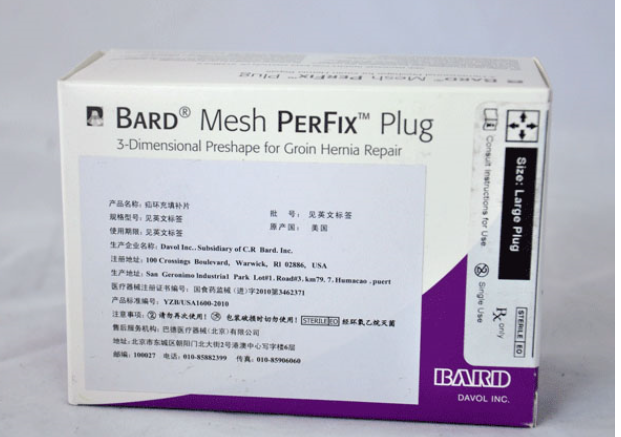 BARD® Mesh PERFIX™ Plug
3-Dimensional Preshape for Groin Hernia Repair
产品名称：疝环充填补片
规格型号：见英文标签
批 号：见英文标签
使用期限：见英文标签
原产国：美国
生产企业名称：Davol Inc.. Subsidiary of C.R Bard. Inc.
注册地址：100 Crossings Boulevard, Warwick, RI 02886, USA
生产地址：San Geronimo Industrial Park Lot#1.Road#3.km79. 7.Humacao .puert
医疗器械注册证书编号：国食药监械（进）字2010第3462371
产品标准编号：YZB/USA1600-2010
注意事项：② 请勿再次使用！ 包装破损时切勿使用！ STERILE EO 经环氧乙烷灭菌
售后服务机构：巴德医疗器械（北京）有限公司
地址：北京市东城区朝阳门北大街2号港澳中心写字楼6层
邮编：100027 电话：010-85882399 传真：010-85906060
Size: Large Plug
Consult Instructions for Use
Single Use
Rx only
STERILE EO
BARD
DAVOL INC.